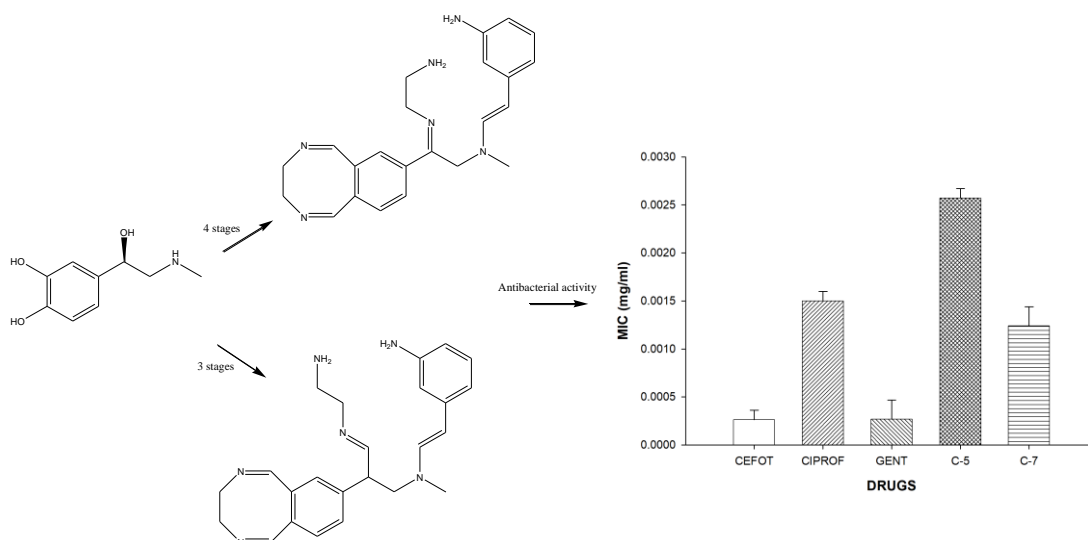 H₂N
NH₂
N
N
N
N
4 stages
OH
HO
H
N
HO
3 stages
NH₂
H₂N
N
N
N
N
Antibacterial activity
MIC (mg/ml)
0.0030
0.0025
0.0020
0.0015
0.0010
0.0005
0.0000
CEFOT CIPROF GENT C-5 C-7
DRUGS